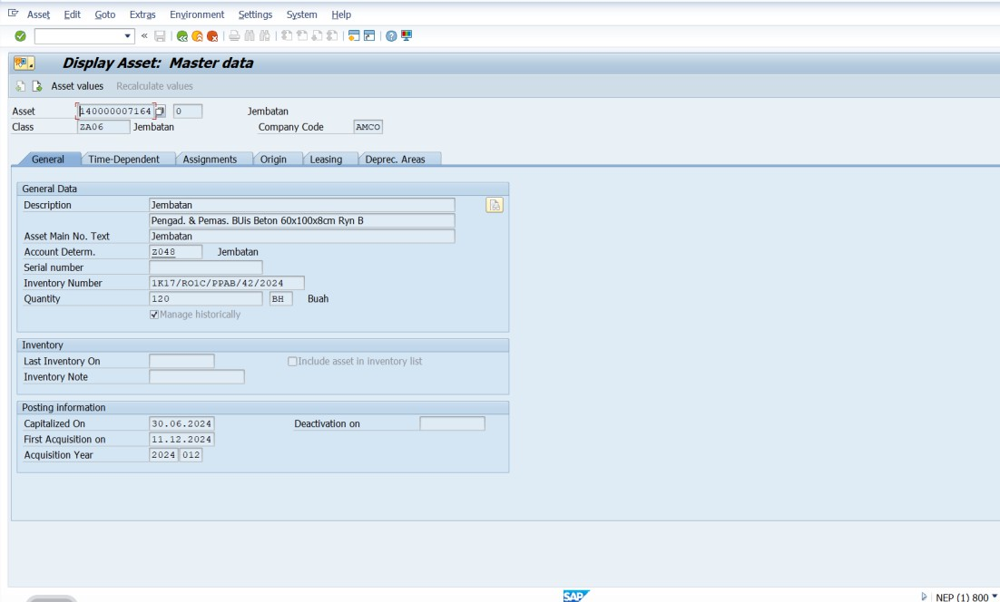 Asset Edit Goto Extras Environment Settings System Help
Display Asset: Master data
Asset values Recalculate values
Asset 140000007164 0 Jembatan
Class ZA06 Jembatan Company Code AMCO
General Time-Dependent Assignments Origin Leasing Deprec. Areas
General Data
Description Jembatan
Pengad. & Pemas. BUis Beton 60x100x8cm Ryn B
Asset Main No. Text Jembatan
Account Determ. Z048 Jembatan
Serial number
Inventory Number 1K17/RO1C/PPAB/42/2024
Quantity 120 BH Buah
Manage historically
Inventory
Last Inventory On Include asset in inventory list
Inventory Note
Posting information
Capitalized On 30.06.2024 Deactivation on
First Acquisition on 11.12.2024
Acquisition Year 2024 012
SAP NEP (1) 800